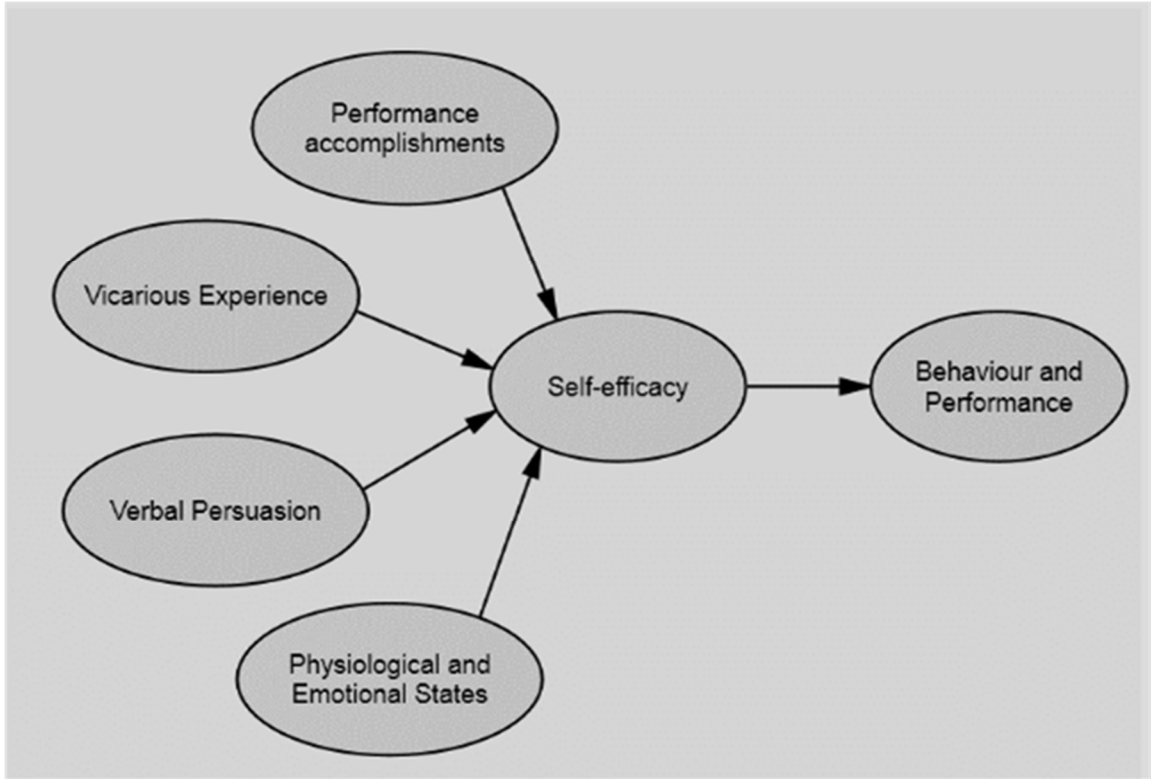 Performance
accomplishments
Vicarious Experience
Self-efficacy
Behaviour and
Performance
Verbal Persuasion
Physiological and
Emotional States